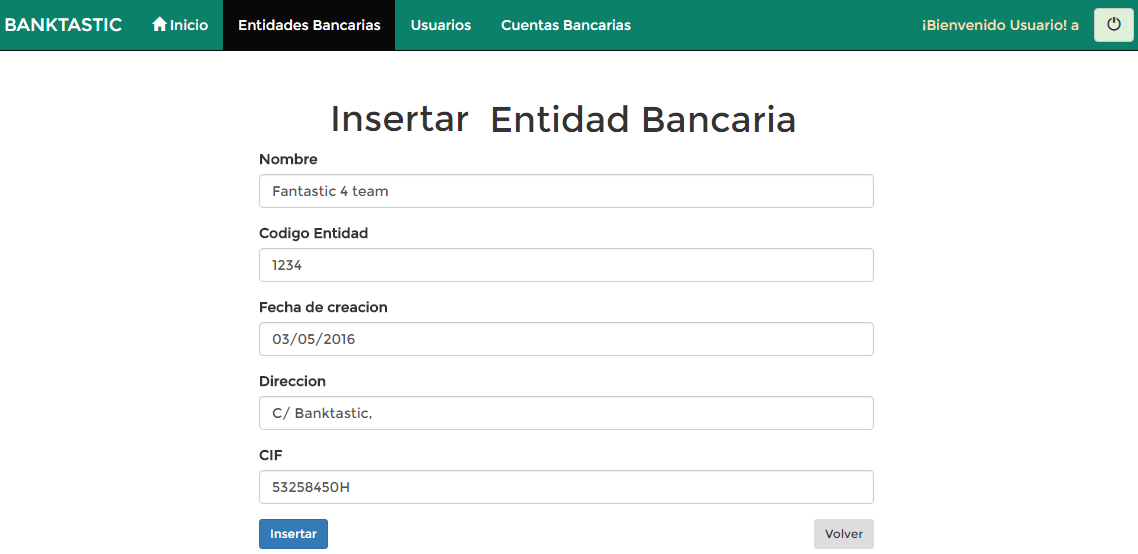 BANKTASTIC Inicio Entidades Bancarias Usuarios Cuentas Bancarias ¡Bienvenido Usuario! a
Insertar Entidad Bancaria
Nombre
Fantastic 4 team
Codigo Entidad
1234
Fecha de creacion
03/05/2016
Direccion
C/ Banktastic,
CIF
53258450H
Insertar Volver